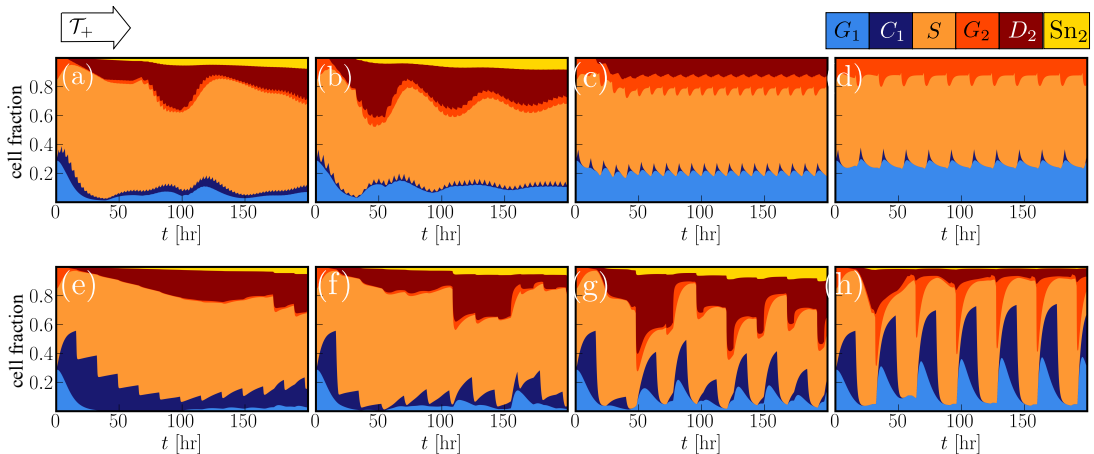 𝒯₊
G₁ C₁ S G₂ D₂ Sn₂
(a) (b) (c) (d)
cell fraction
0.8
0.6
0.4
0.2
0 50 100 150 0 50 100 150 0 50 100 150 0 50 100 150
t [hr] t [hr] t [hr] t [hr]
(e) (f) (g) (h)
cell fraction
0.8
0.6
0.4
0.2
0 50 100 150 0 50 100 150 0 50 100 150 0 50 100 150
t [hr] t [hr] t [hr] t [hr]